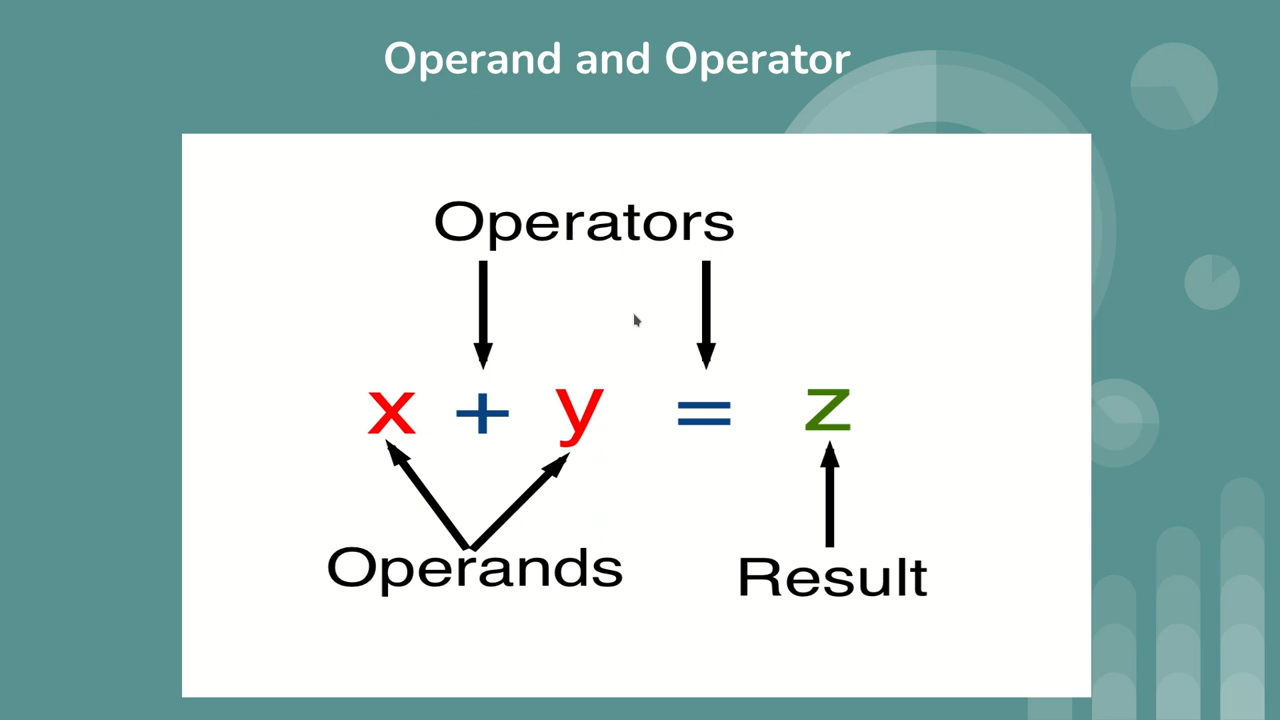 Operand and Operator
Operators
x + y = z
Operands
Result